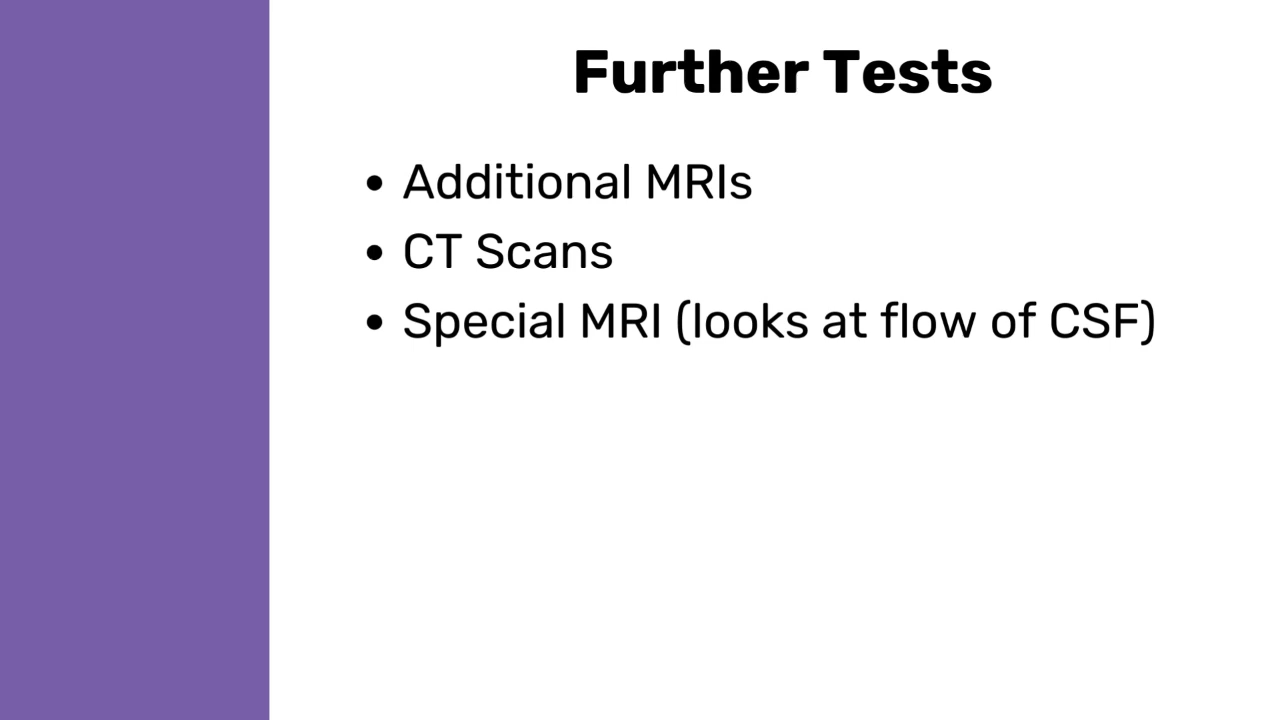 Further Tests
• Additional MRIs
• CT Scans
• Special MRI (looks at flow of CSF)